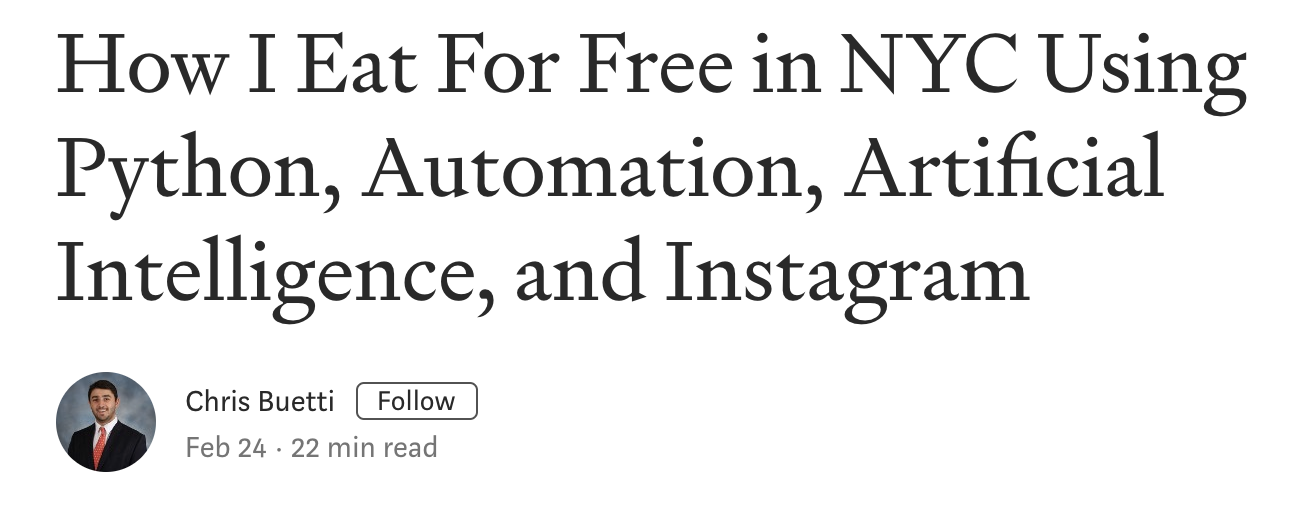 How I Eat For Free in NYC Using
Python, Automation, Artificial
Intelligence, and Instagram
Chris Buetti Follow
Feb 24 · 22 min read